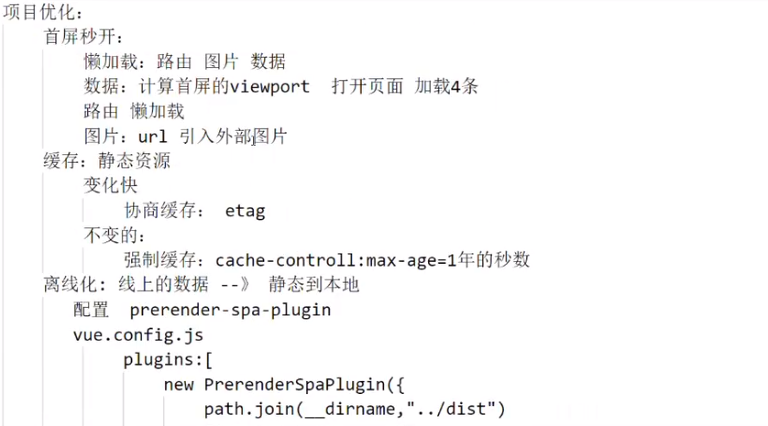 项目优化：
首屏秒开：
懒加载：路由 图片 数据
数据：计算首屏的viewport 打开页面 加载4条
路由 懒加载
图片：url 引入外部图片
缓存：静态资源
变化快
协商缓存： etag
不变的：
强制缓存：cache-controll:max-age=1年的秒数
离线化：线上的数据 --》 静态到本地
配置 prerender-spa-plugin
vue.config.js
plugins:[
new PrerenderSpaPlugin({
path.join(__dirname,"../dist")